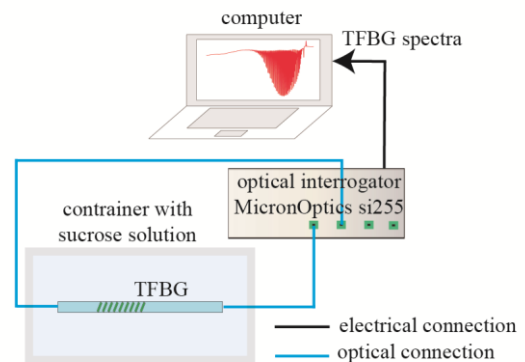 computer
TFBG spectra
optical interrogator
MicronOptics si255
contrainer with
sucrose solution
TFBG
electrical connection
optical connection